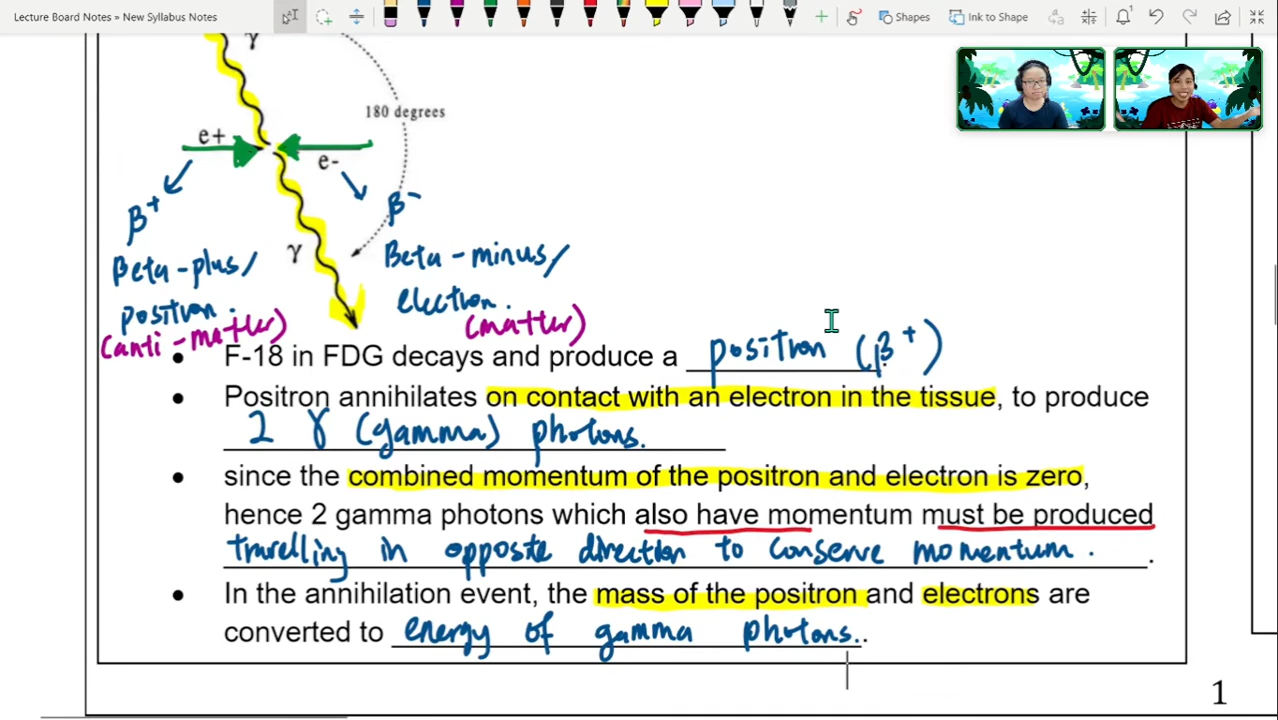 Lecture Board Notes » New Syllabus Notes
Shapes
Ink to Shape
γ
180 degrees
e+
e-
β⁺
β⁻
γ
Beta-plus/
positron.
(anti-matter)
Beta-minus/
electron.
(matter)
• F-18 in FDG decays and produce a positron (β⁺).
• Positron annihilates on contact with an electron in the tissue, to produce
2 γ (gamma) photons.
• since the combined momentum of the positron and electron is zero,
hence 2 gamma photons which also have momentum must be produced
travelling in opposite direction to conserve momentum. .
• In the annihilation event, the mass of the positron and electrons are
converted to energy of gamma photons..
1